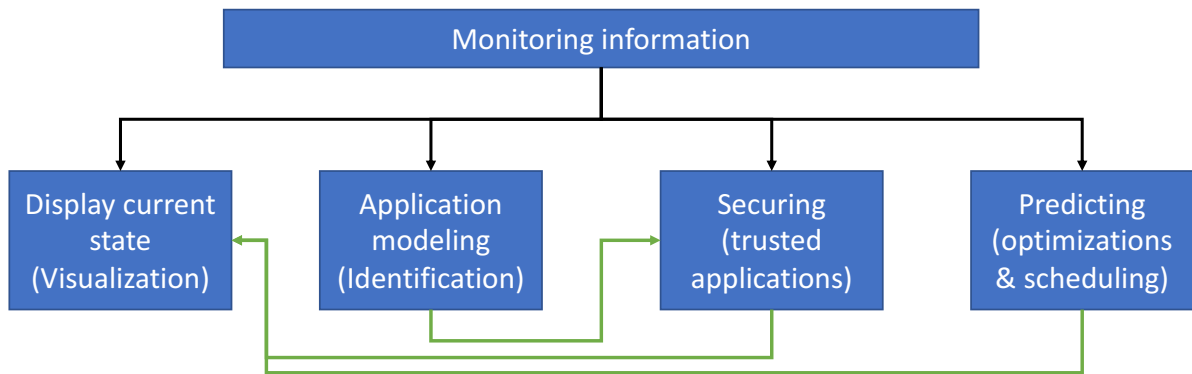 Monitoring information
Display current
state
(Visualization)
Application
modeling
(Identification)
Securing
(trusted
applications)
Predicting
(optimizations
& scheduling)